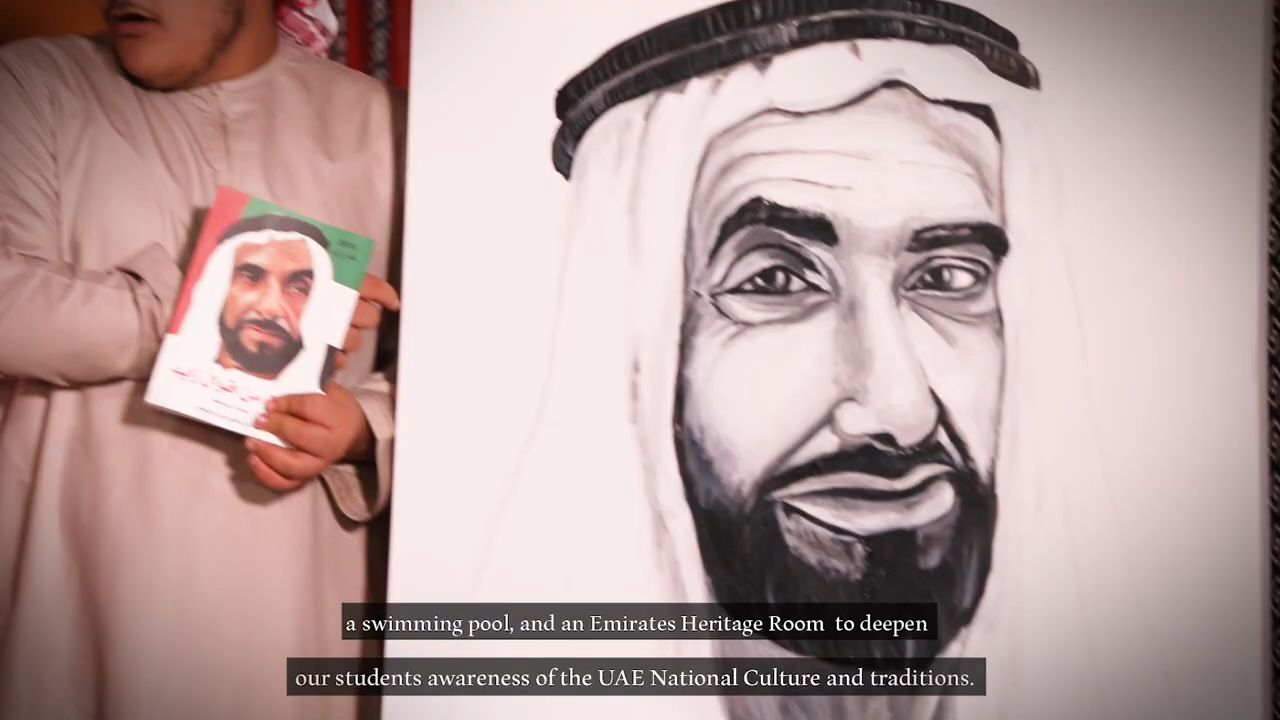 a swimming pool, and an Emirates Heritage Room to deepen
our students awareness of the UAE National Culture and traditions.